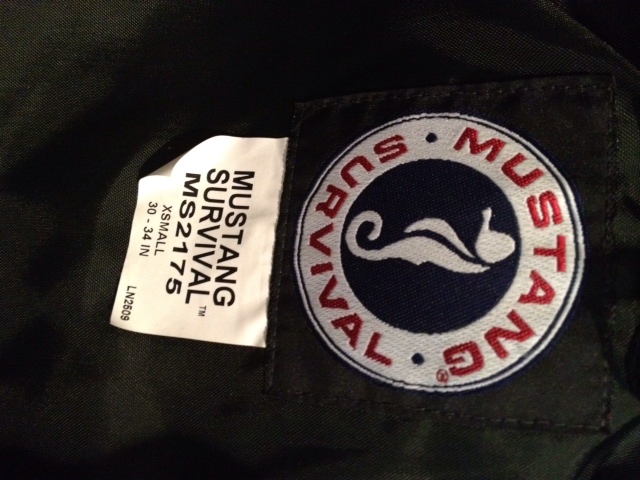 MUSTANG
SURVIVAL™
MS2175
XSMALL
30 - 34 IN
LN2609
MUSTANG®
SURVIVAL